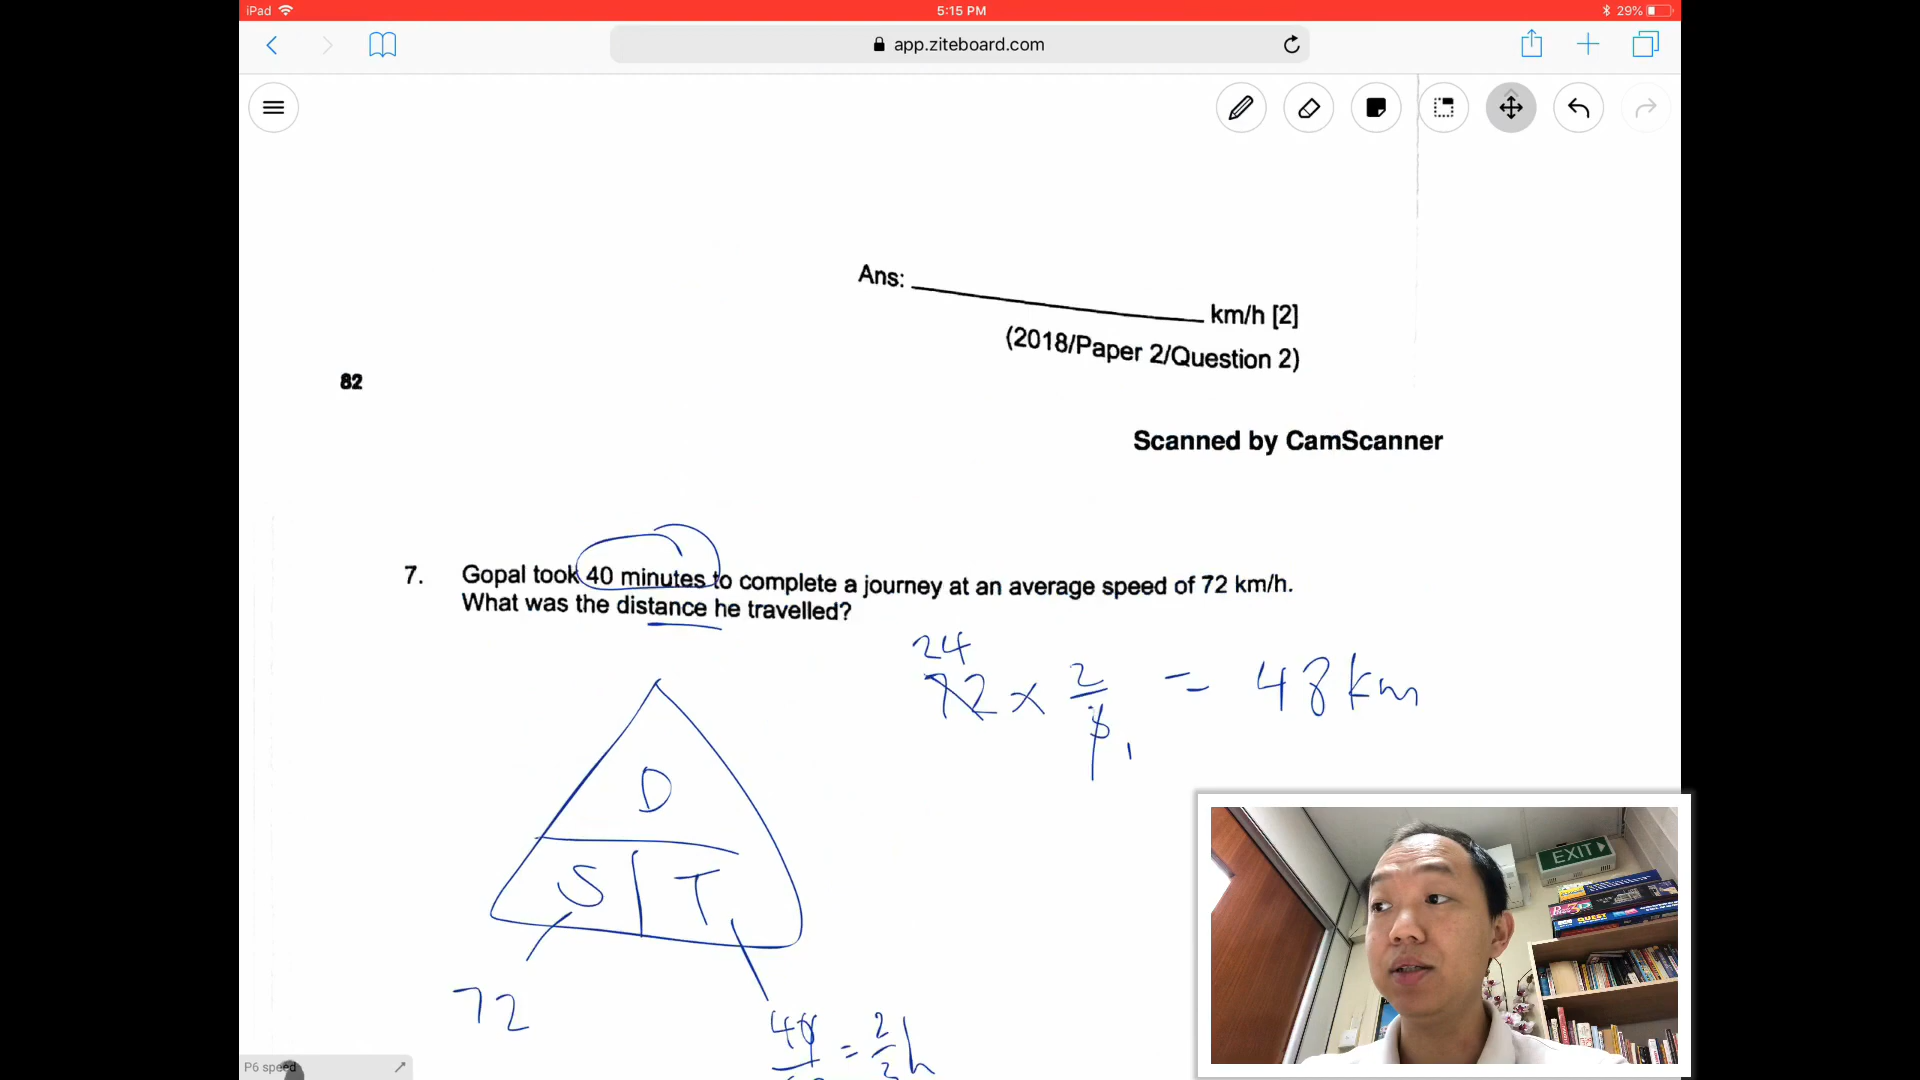 iPad 5:15 PM 29%
app.ziteboard.com
Ans: km/h [2]
(2018/Paper 2/Question 2)
82
Scanned by CamScanner
7. Gopal took 40 minutes to complete a journey at an average speed of 72 km/h.
What was the distance he travelled?
24
72 × 2/3 = 48 km
1
D
S T
72
40
= 2/3 h
EXIT
QUEST
P6 speed